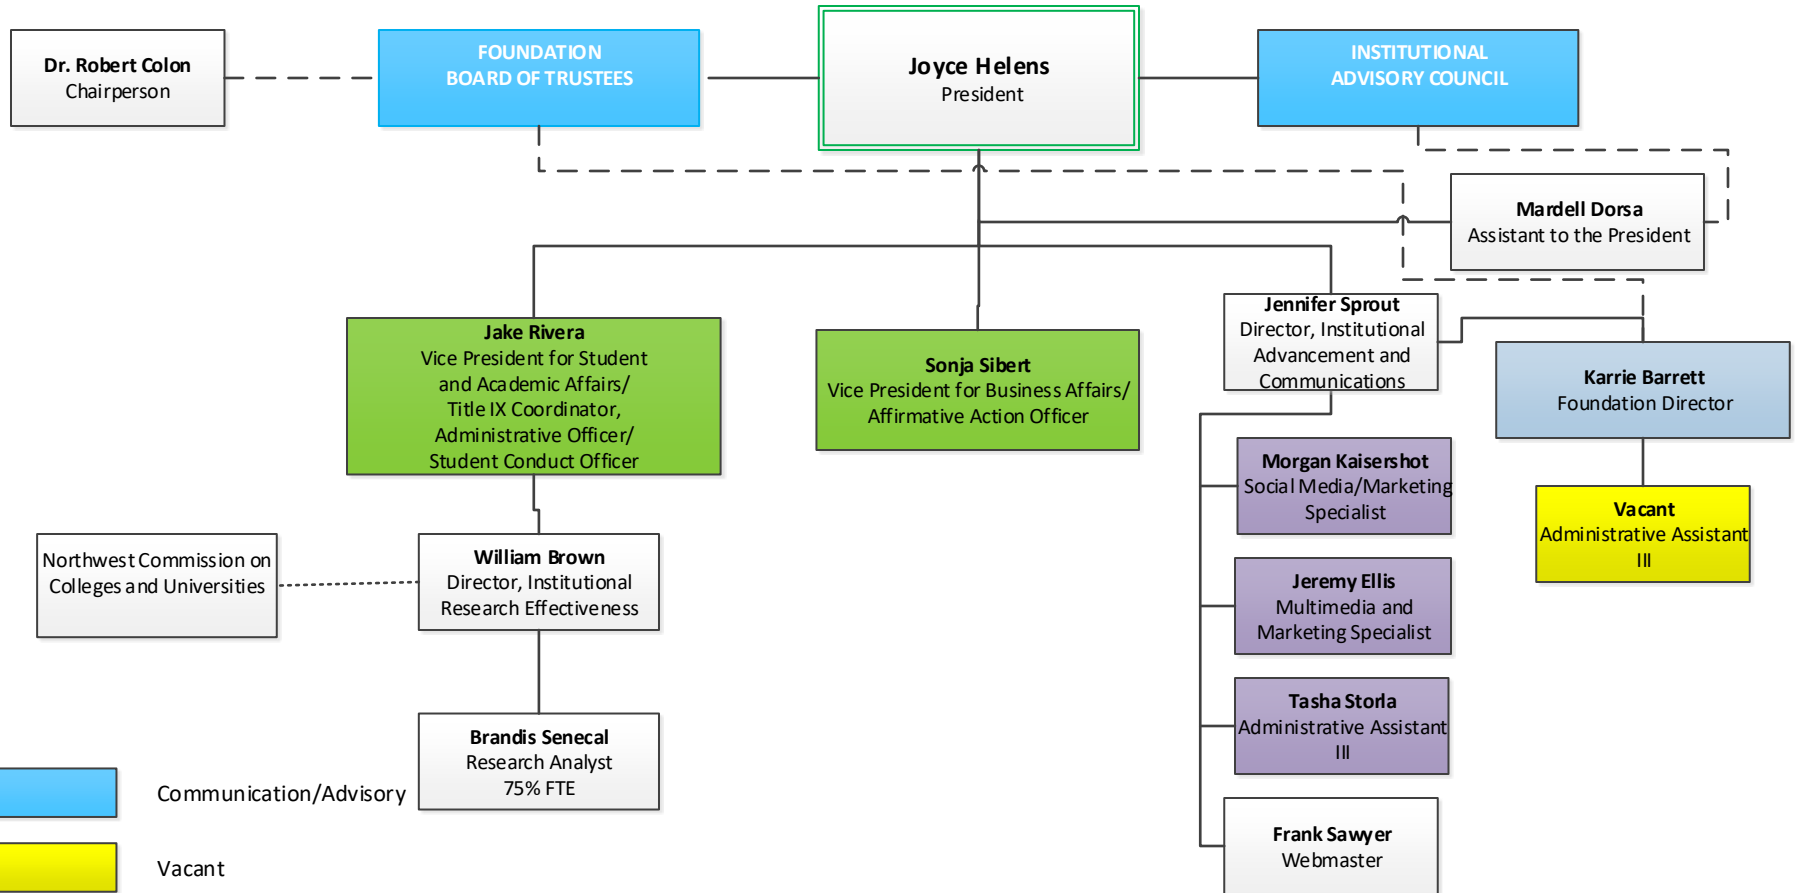 Dr. Robert Colon
Chairperson
FOUNDATION
BOARD OF TRUSTEES
Joyce Helens
President
INSTITUTIONAL
ADVISORY COUNCIL
Mardell Dorsa
Assistant to the President
Jake Rivera
Vice President for Student
and Academic Affairs/
Title IX Coordinator,
Administrative Officer/
Student Conduct Officer
Sonja Sibert
Vice President for Business Affairs/
Affirmative Action Officer
Jennifer Sprout
Director, Institutional
Advancement and
Communications
Karrie Barrett
Foundation Director
Morgan Kaisershot
Social Media/Marketing
Specialist
Vacant
Administrative Assistant
III
Northwest Commission on
Colleges and Universities
William Brown
Director, Institutional
Research Effectiveness
Jeremy Ellis
Multimedia and
Marketing Specialist
Tasha Storla
Administrative Assistant
III
Brandis Senecal
Research Analyst
75% FTE
Frank Sawyer
Webmaster
Communication/Advisory
Vacant